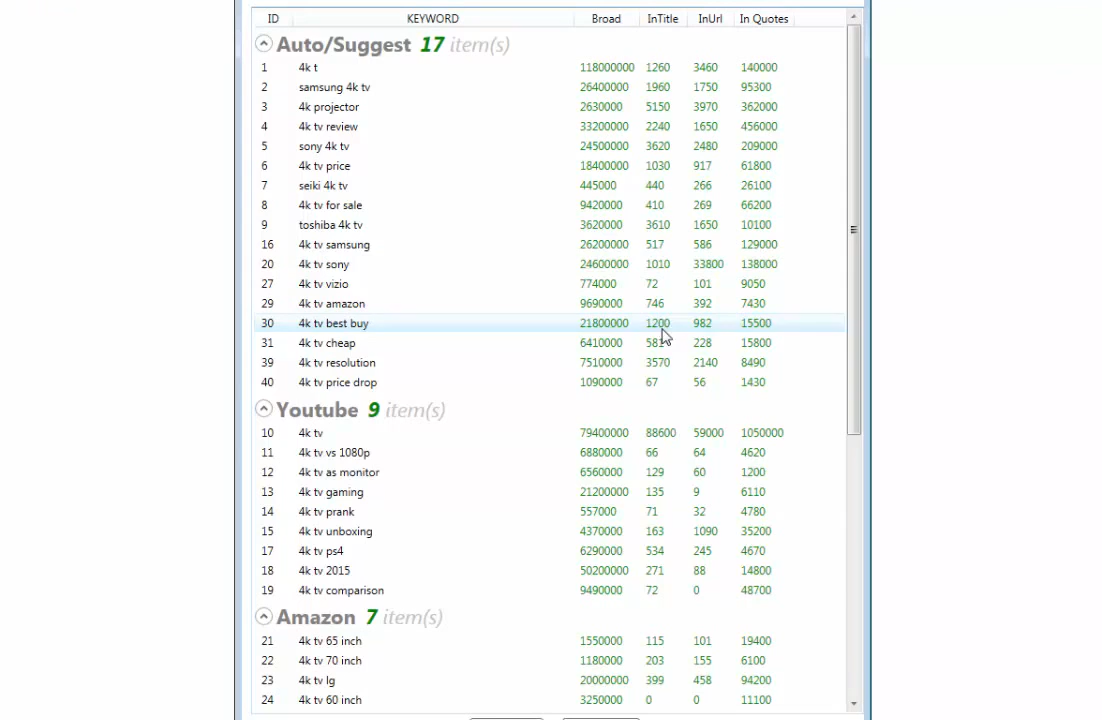 ID KEYWORD Broad InTitle InUrl In Quotes
Auto/Suggest 17 item(s)
1 4k t 118000000 1260 3460 140000
2 samsung 4k tv 26400000 1960 1750 95300
3 4k projector 2630000 5150 3970 362000
4 4k tv review 33200000 2240 1650 456000
5 sony 4k tv 24500000 3620 2480 209000
6 4k tv price 18400000 1030 917 61800
7 seiki 4k tv 445000 440 266 26100
8 4k tv for sale 9420000 410 269 66200
9 toshiba 4k tv 3620000 3610 1650 10100
16 4k tv samsung 26200000 517 586 129000
20 4k tv sony 24600000 1010 33800 138000
27 4k tv vizio 774000 72 101 9050
29 4k tv amazon 9690000 746 392 7430
30 4k tv best buy 21800000 1200 982 15500
31 4k tv cheap 6410000 228 15800
39 4k tv resolution 7510000 3570 2140 8490
40 4k tv price drop 1090000 67 56 1430
Youtube 9 item(s)
10 4k tv 79400000 88600 59000 1050000
11 4k tv vs 1080p 6880000 66 64 4620
12 4k tv as monitor 6560000 129 60 1200
13 4k tv gaming 21200000 135 9 6110
14 4k tv prank 557000 71 32 4780
15 4k tv unboxing 4370000 163 1090 35200
17 4k tv ps4 6290000 534 245 4670
18 4k tv 2015 50200000 271 88 14800
19 4k tv comparison 9490000 72 0 48700
Amazon 7 item(s)
21 4k tv 65 inch 1550000 115 101 19400
22 4k tv 70 inch 1180000 203 155 6100
23 4k tv lg 20000000 399 458 94200
24 4k tv 60 inch 3250000 0 0 11100